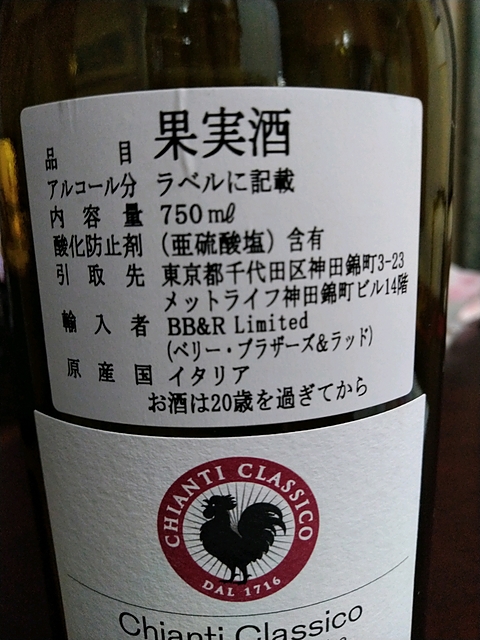 品目 果実酒
アルコール分 ラベルに記載
内容量 750㎖
酸化防止剤 (亜硫酸塩) 含有
引取先 東京都千代田区神田錦町3-23
メットライフ神田錦町ビル14階
輸入者 BB&R Limited
(ベリー・ブラザーズ&ラッド)
原産国 イタリア
お酒は20歳を過ぎてから
CHIANTI CLASSICO
DAL 1716
Chianti Classico